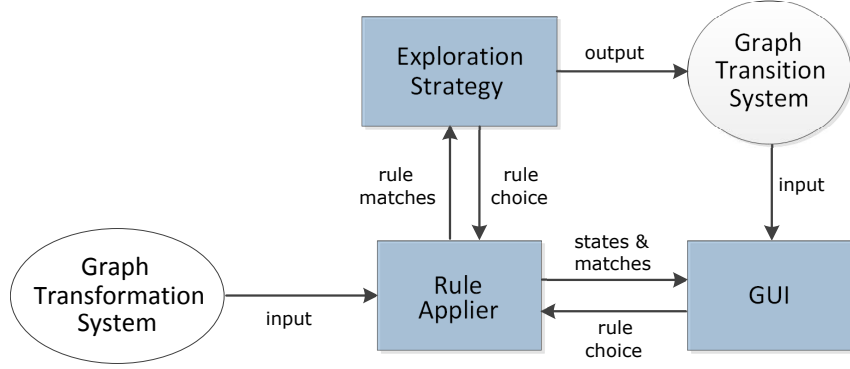 Exploration
Strategy
output
Graph
Transition
System
rule
matches
rule
choice
input
Graph
Transformation
System
input
Rule
Applier
states &
matches
GUI
rule
choice